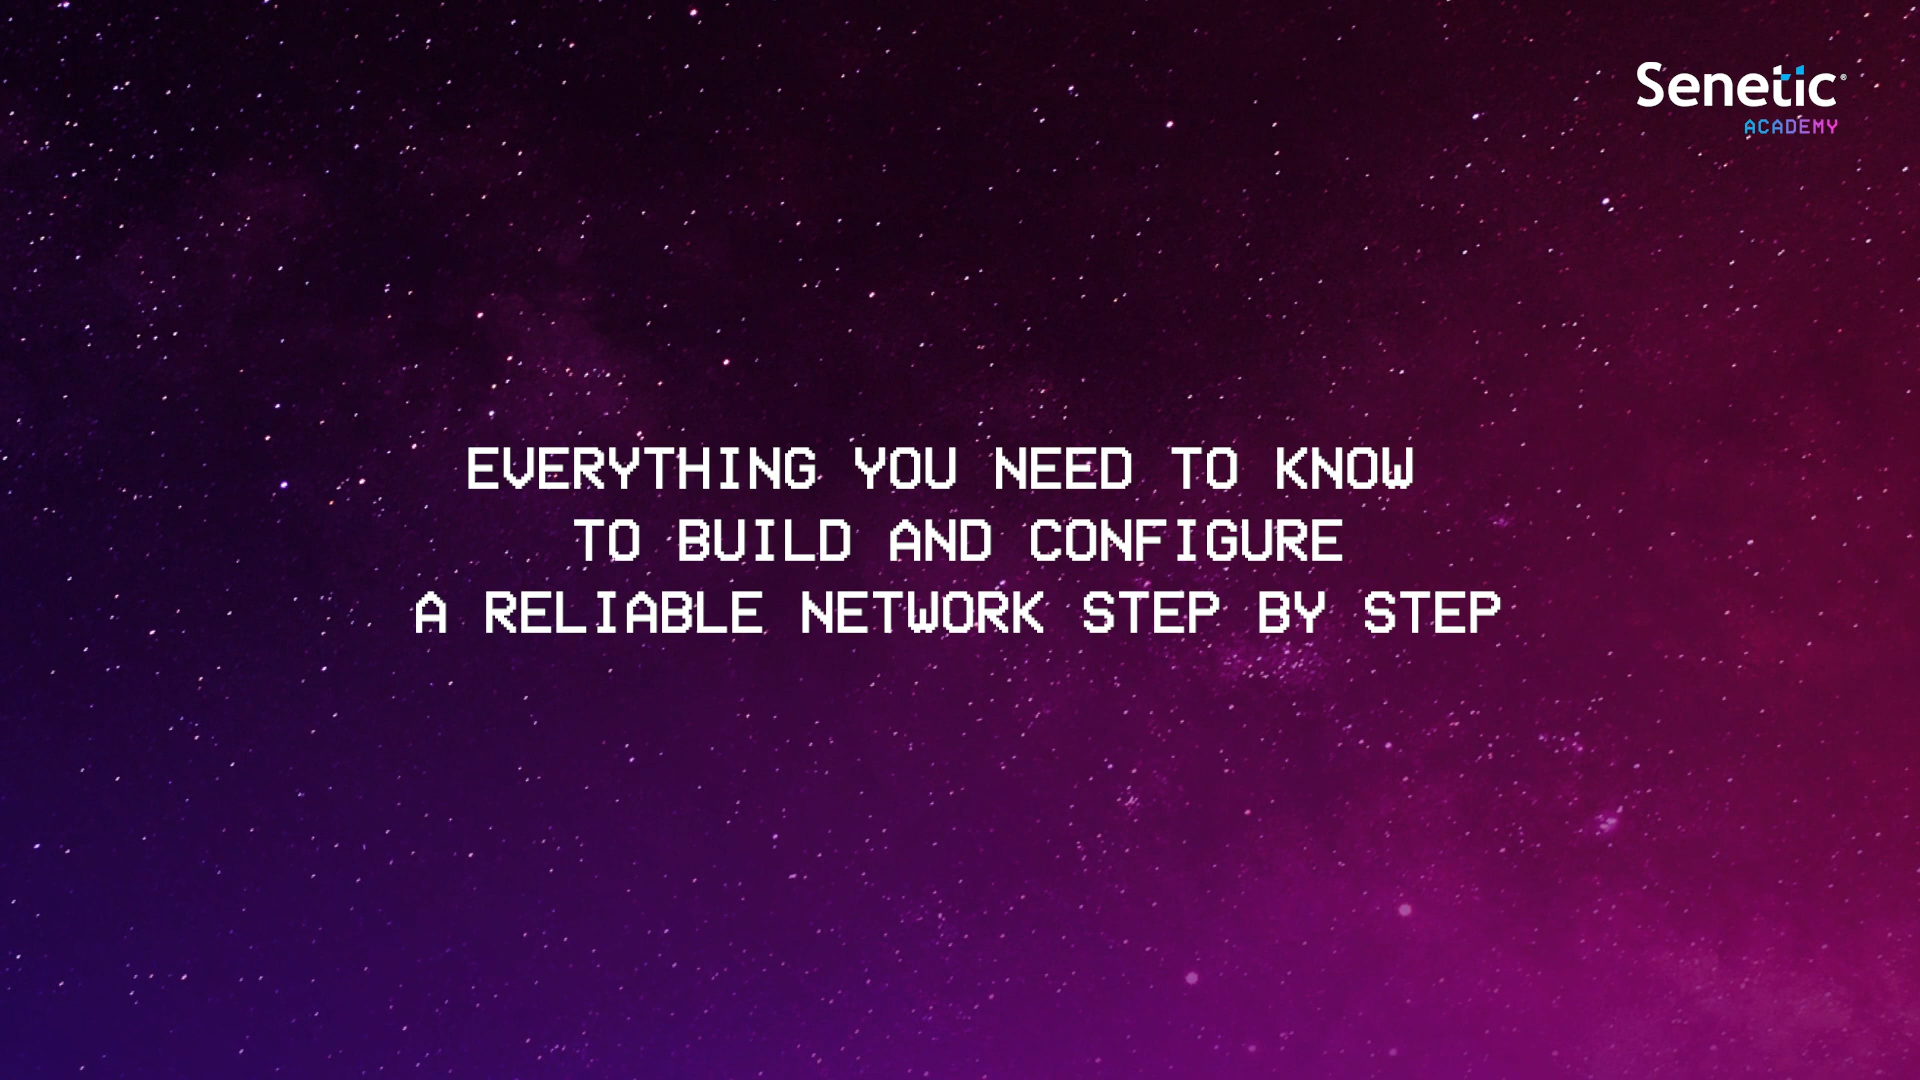 Senetic®
ACADEMY
EVERYTHING YOU NEED TO KNOW
TO BUILD AND CONFIGURE
A RELIABLE NETWORK STEP BY STEP